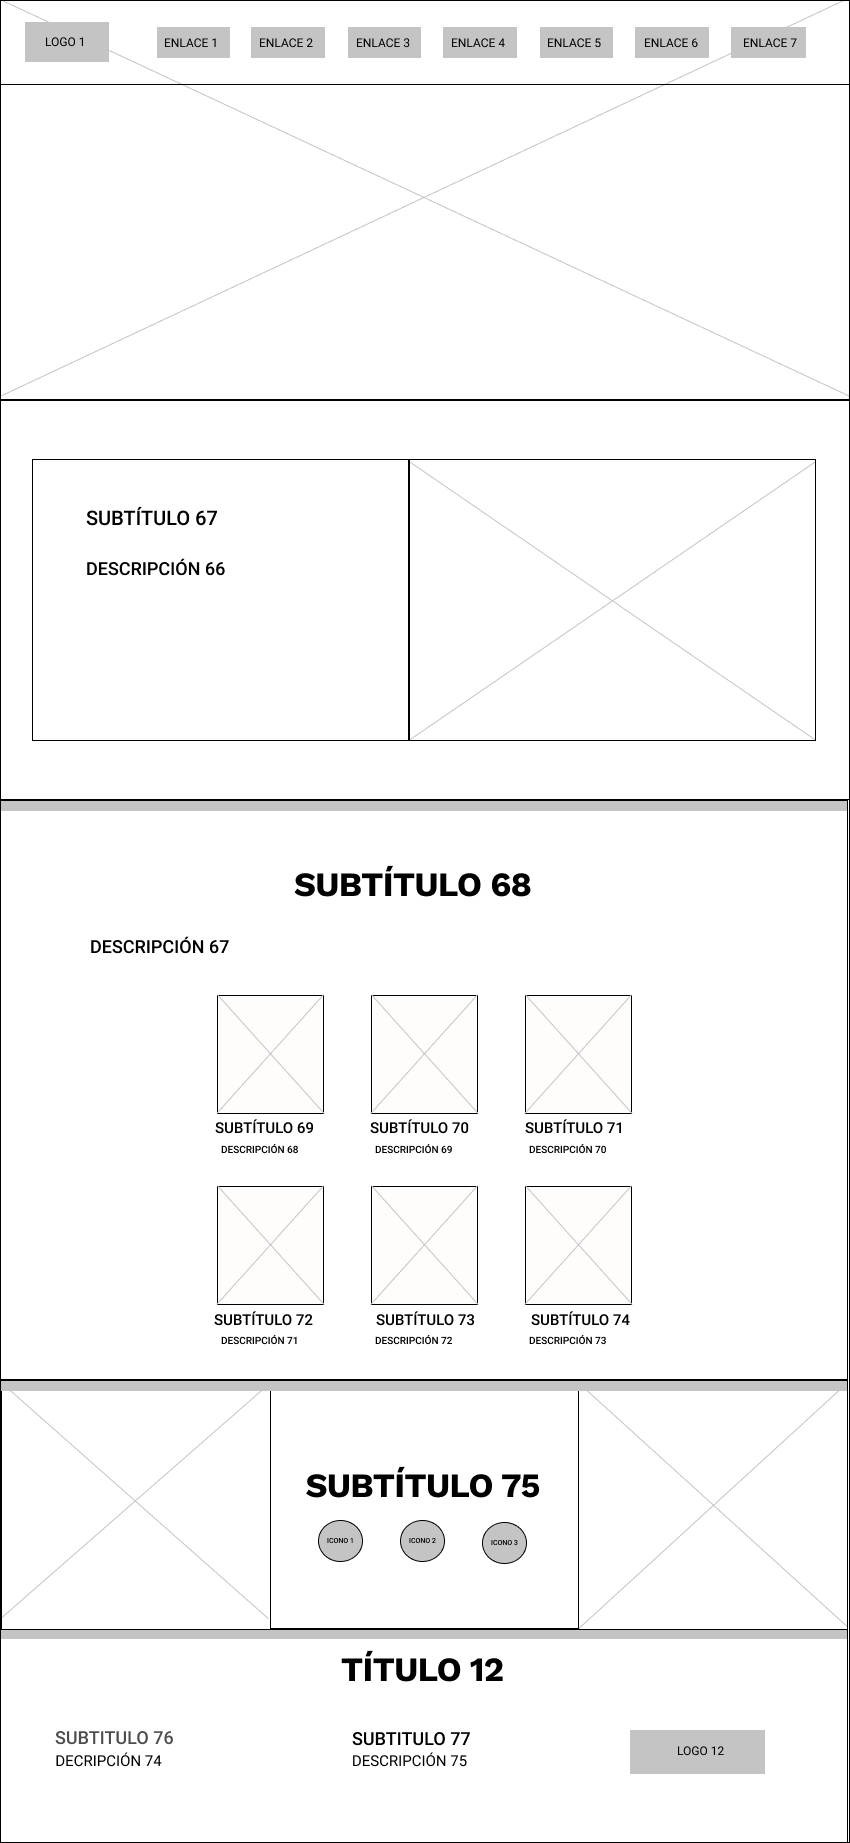 LOGO 1
ENLACE 1
ENLACE 2
ENLACE 3
ENLACE 4
ENLACE 5
ENLACE 6
ENLACE 7
SUBTÍTULO 67
DESCRIPCIÓN 66
SUBTÍTULO 68
DESCRIPCIÓN 67
SUBTÍTULO 69
DESCRIPCIÓN 68
SUBTÍTULO 70
DESCRIPCIÓN 69
SUBTÍTULO 71
DESCRIPCIÓN 70
SUBTÍTULO 72
DESCRIPCIÓN 71
SUBTÍTULO 73
DESCRIPCIÓN 72
SUBTÍTULO 74
DESCRIPCIÓN 73
SUBTÍTULO 75
ICONO 1
ICONO 2
ICONO 3
TÍTULO 12
SUBTITULO 76
DECRIPCIÓN 74
SUBTITULO 77
DESCRIPCIÓN 75
LOGO 12